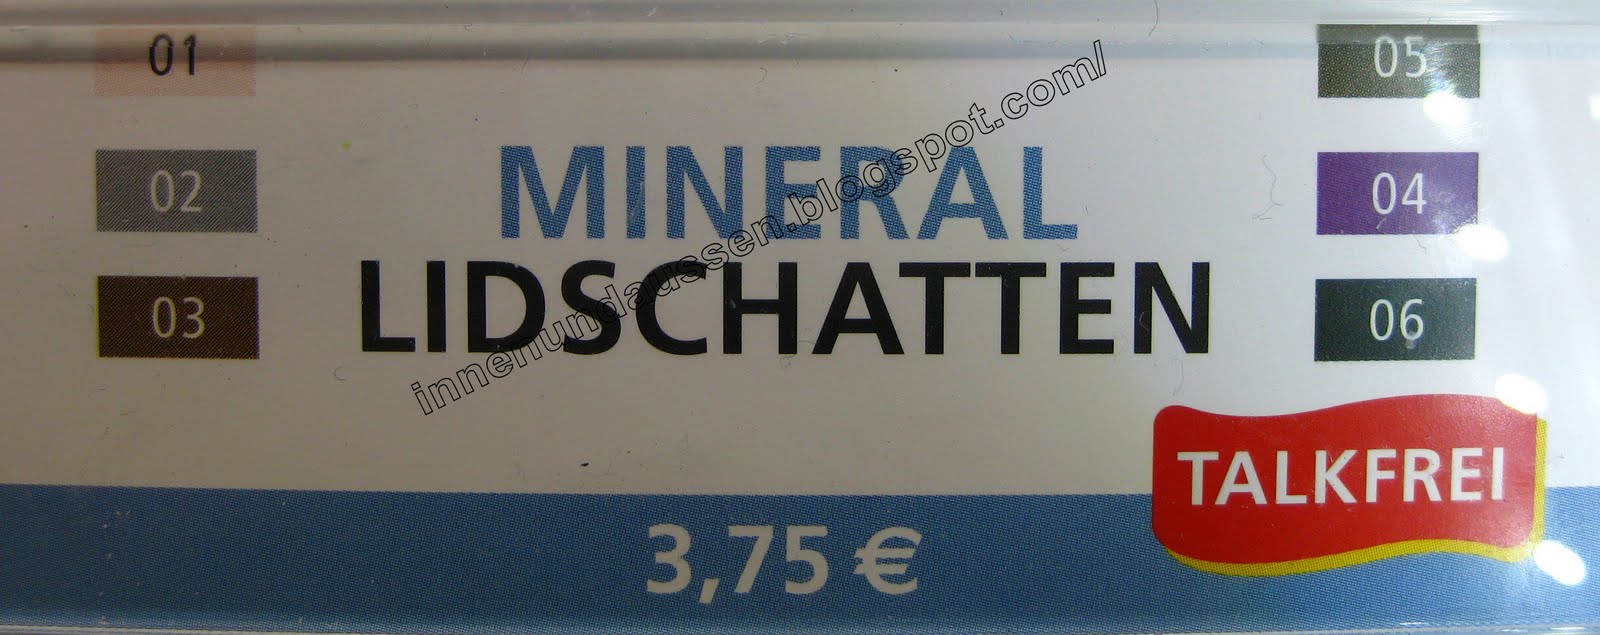 01
02
03
MINERAL
LIDSCHATTEN
05
04
06
TALKFREI
3,75 €
innenundaussen.blogspot.com/